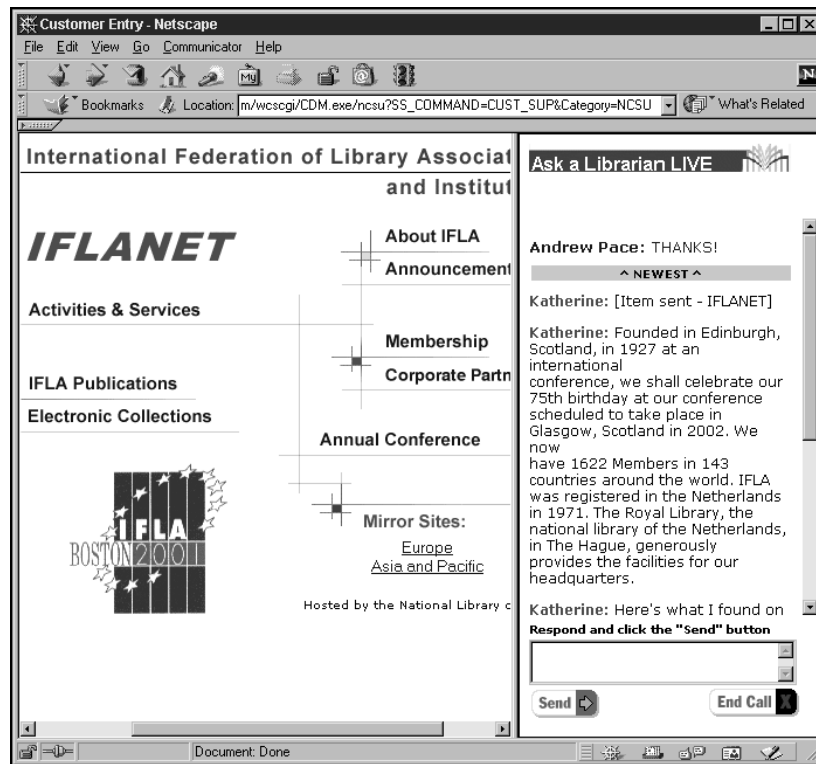 Customer Entry - Netscape
File Edit View Go Communicator Help
My
N
Bookmarks Location: m/wcscgi/CDM.exe/ncsu?SS_COMMAND=CUST_SUP&Category=NCSU What's Related
International Federation of Library Associat
and Institut
IFLANET
About IFLA
Announcement
Activities & Services
Membership
Corporate Partn
IFLA Publications
Electronic Collections
Annual Conference
IFLA
BOSTON 2001
Mirror Sites:
Europe
Asia and Pacific
Hosted by the National Library c
Ask a Librarian LIVE
Andrew Pace: THANKS!
^ NEWEST ^
Katherine: [Item sent - IFLANET]
Katherine: Founded in Edinburgh,
Scotland, in 1927 at an
international
conference, we shall celebrate our
75th birthday at our conference
scheduled to take place in
Glasgow, Scotland in 2002. We
now
have 1622 Members in 143
countries around the world. IFLA
was registered in the Netherlands
in 1971. The Royal Library, the
national library of the Netherlands,
in The Hague, generously
provides the facilities for our
headquarters.
Katherine: Here's what I found on
Respond and click the "Send" button
Send End Call X
Document: Done